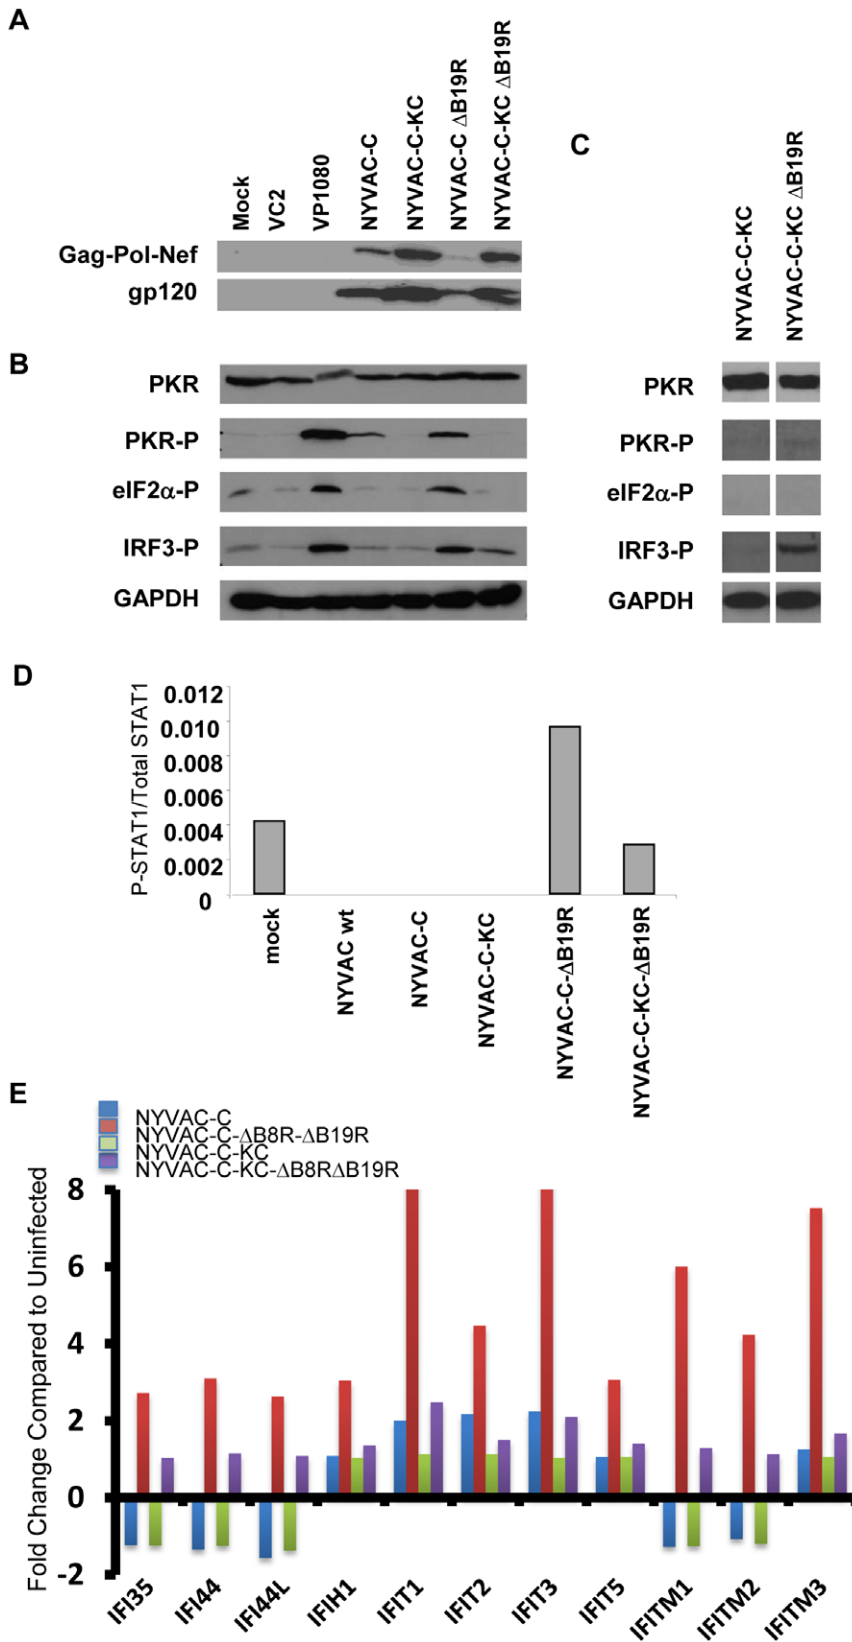 A
Mock
VC2
VP1080
NYVAC-C
NYVAC-C-KC
NYVAC-C ΔB19R
NYVAC-C-KC ΔB19R
Gag-Pol-Nef
gp120
B
PKR
PKR-P
eIF2α-P
IRF3-P
GAPDH
C
NYVAC-C-KC
NYVAC-C-KC ΔB19R
PKR
PKR-P
eIF2α-P
IRF3-P
GAPDH
D
P-STAT1/Total STAT1
0.012
0.010
0.008
0.006
0.004
0.002
0
mock
NYVAC wt
NYVAC-C
NYVAC-C-KC
NYVAC-C-ΔB19R
NYVAC-C-KC-ΔB19R
E
NYVAC-C
NYVAC-C-ΔB8R-ΔB19R
NYVAC-C-KC
NYVAC-C-KC-ΔB8RΔB19R
Fold Change Compared to Uninfected
8
6
4
2
0
-2
IFI35
IFI44
IFI44L
IFIH1
IFIT1
IFIT2
IFIT3
IFIT5
IFITM1
IFITM2
IFITM3